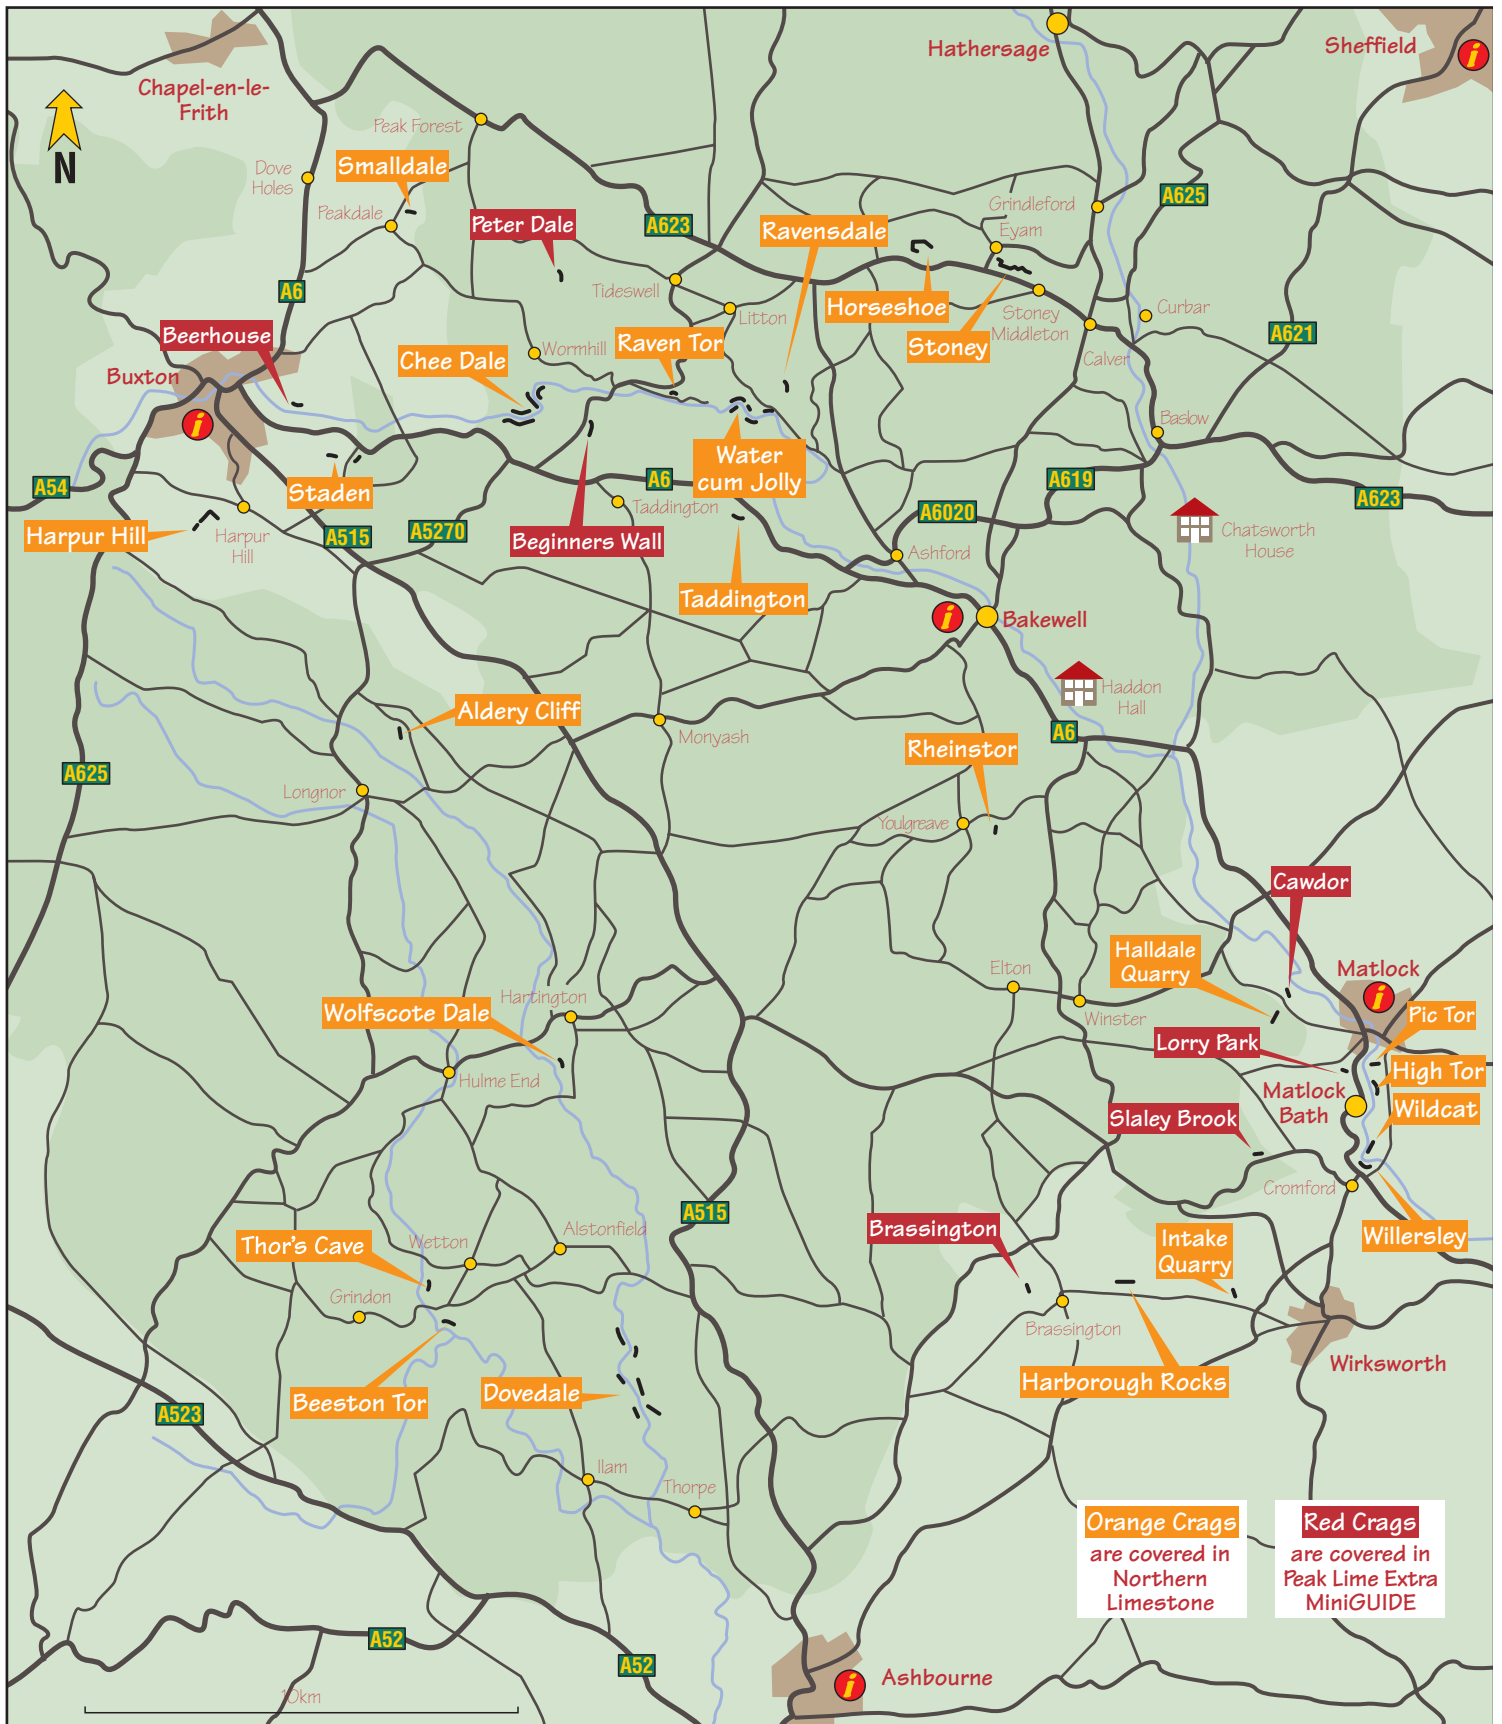 Hathersage
Sheffield
i
Chapel-en-le-
Frith
N
Peak Forest
Smalldale
Dove
Holes
Peakdale
Peter Dale
A623
Ravensdale
Grindleford
A625
Eyam
A6
Tideswell
Litton
Horseshoe
Stoney
Middleton
Curbar
Beerhouse
Raven Tor
Stoney
A621
Buxton
Chee Dale
Wormhill
Calver
i
Baslow
Water
cum Jolly
A54
Staden
A6
A619
A623
Taddington
A6020
Harpur Hill
Harpur
Hill
A515
A5270
Beginners Wall
Ashford
Chatsworth
House
Taddington
i
Bakewell
Haddon
Hall
Aldery Cliff
Monyash
Rheinstor
A6
A625
Longnor
Youlgreave
Cawdor
Halldale
Quarry
Elton
Matlock
i
Hartington
Wolfscote Dale
Winster
Pic Tor
Lorry Park
High Tor
Hulme End
Matlock
Bath
Wildcat
Slaley Brook
Cromford
A515
Brassington
Willersley
Alstonfield
Thor's Cave
Wetton
Intake
Quarry
Grindon
Brassington
Wirksworth
Harborough Rocks
Beeston Tor
Dovedale
A523
Ilam
Thorpe
Orange Crags
are covered in
Northern
Limestone
Red Crags
are covered in
Peak Lime Extra
MiniGUIDE
A52
A52
i
Ashbourne
10km